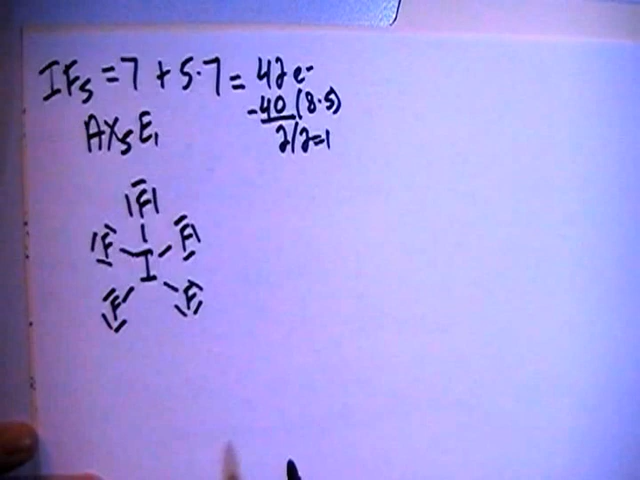 IF₅ = 7 + 5·7 = 42 e⁻
-40 (8·5)
AX₅E₁
2/2=1
F
F F
I
F F